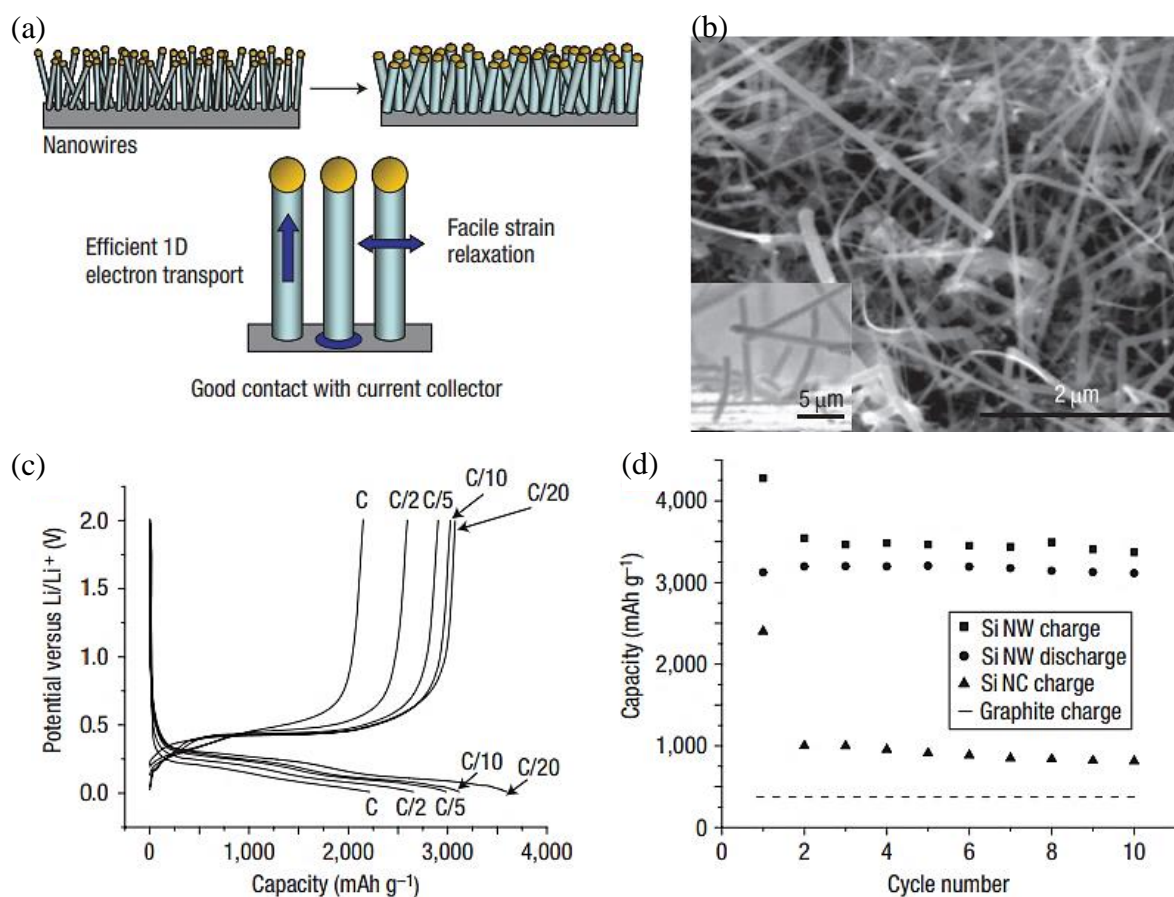 (a)
Nanowires
Efficient 1D
electron transport
Facile strain
relaxation
Good contact with current collector
(b)
5 μm
2 μm
(c)
C
C/2
C/5
C/10
C/20
2.0
1.5
1.0
0.5
0.0
Potential versus Li/Li⁺ (V)
C/10
C/20
C
C/2
C/5
0
1,000
2,000
3,000
4,000
Capacity (mAh g⁻¹)
(d)
4,000
3,000
2,000
1,000
0
Capacity (mAh g⁻¹)
Si NW charge
Si NW discharge
Si NC charge
Graphite charge
0
2
4
6
8
10
Cycle number